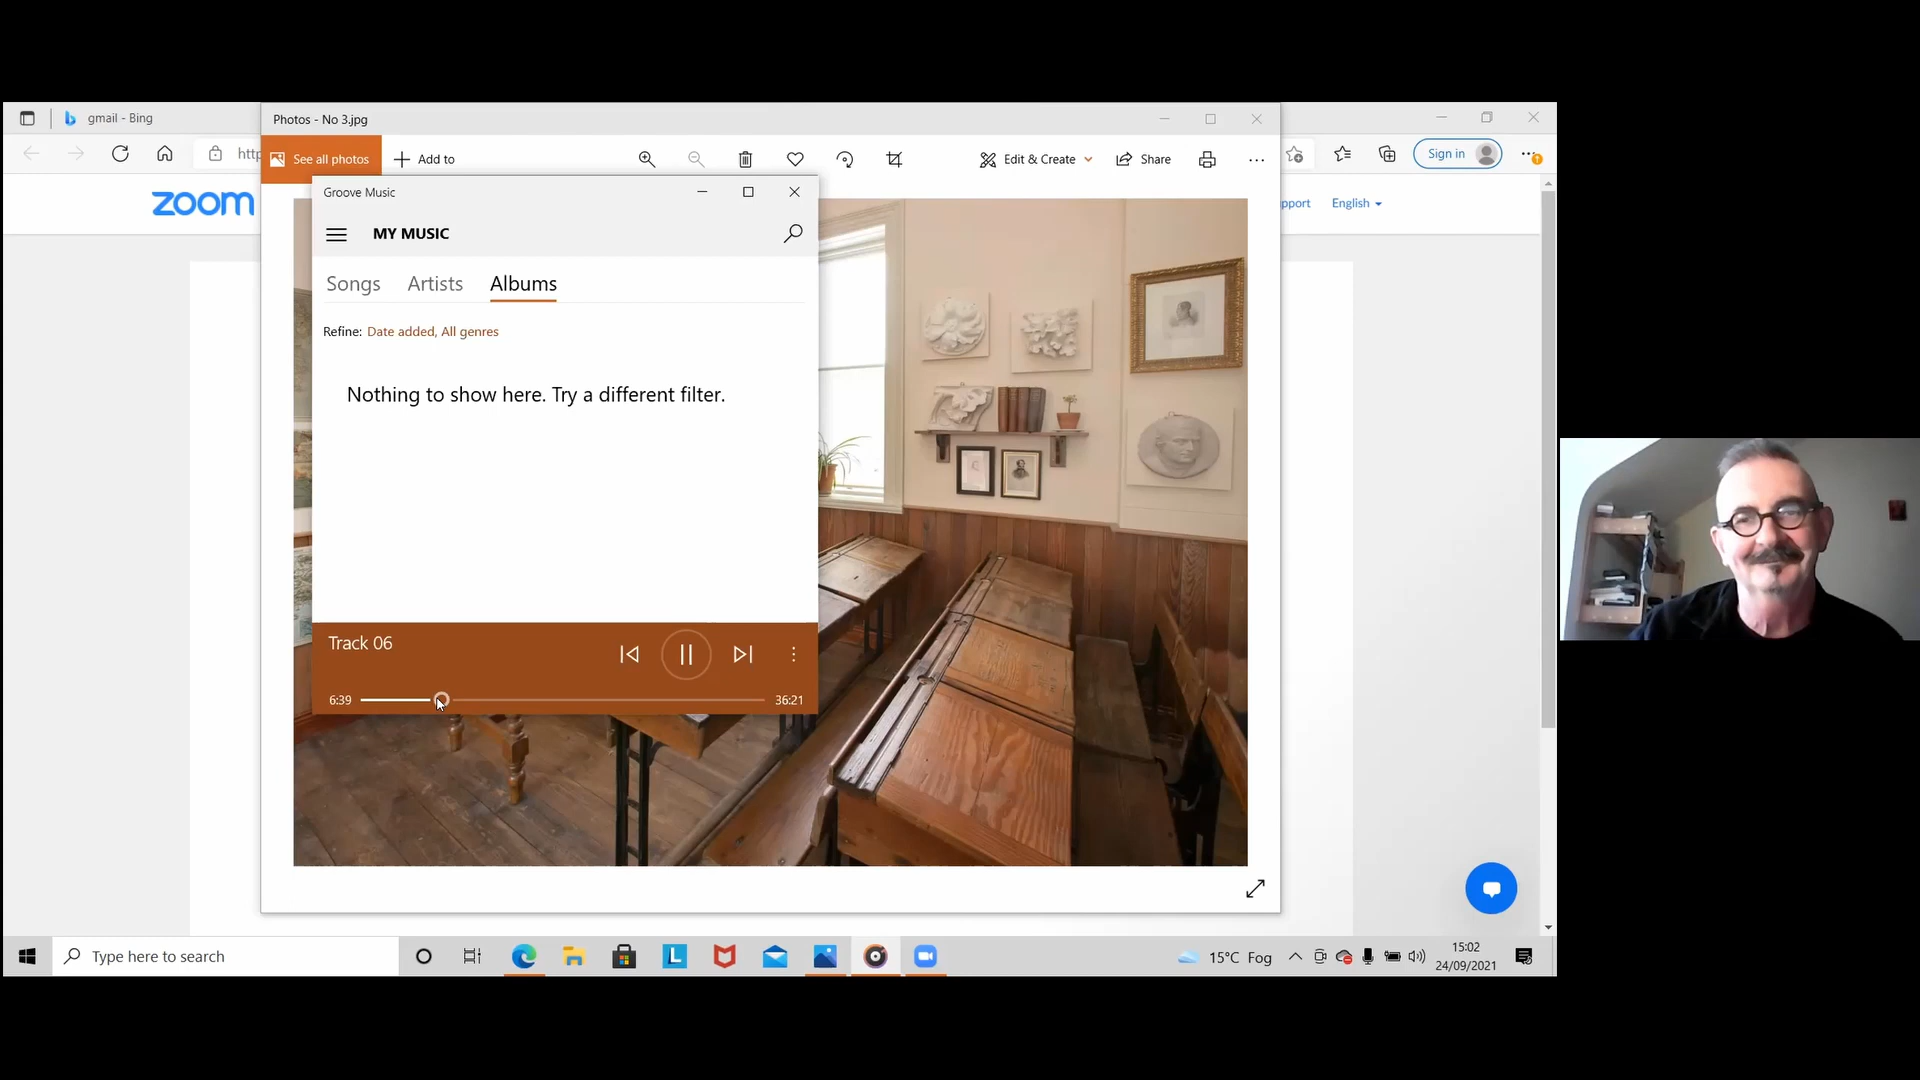 gmail - Bing
Photos - No 3.jpg
http
Sign in
See all photos
Add to
Edit & Create
Share
zoom
pport
English
Groove Music
MY MUSIC
Songs Artists Albums
Refine: Date added, All genres
Nothing to show here. Try a different filter.
Track 06
6:39
36:21
Type here to search
L
15°C Fog
15:02
24/09/2021